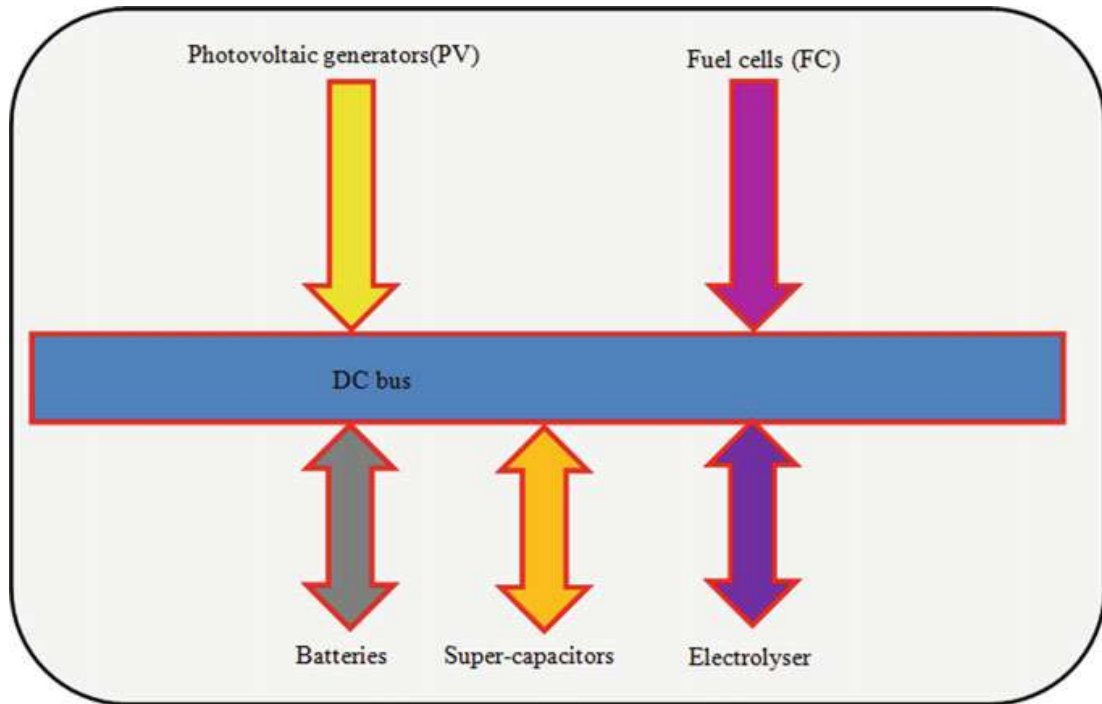 Photovoltaic generators(PV)
Fuel cells (FC)
DC bus
Batteries
Super-capacitors
Electrolyser